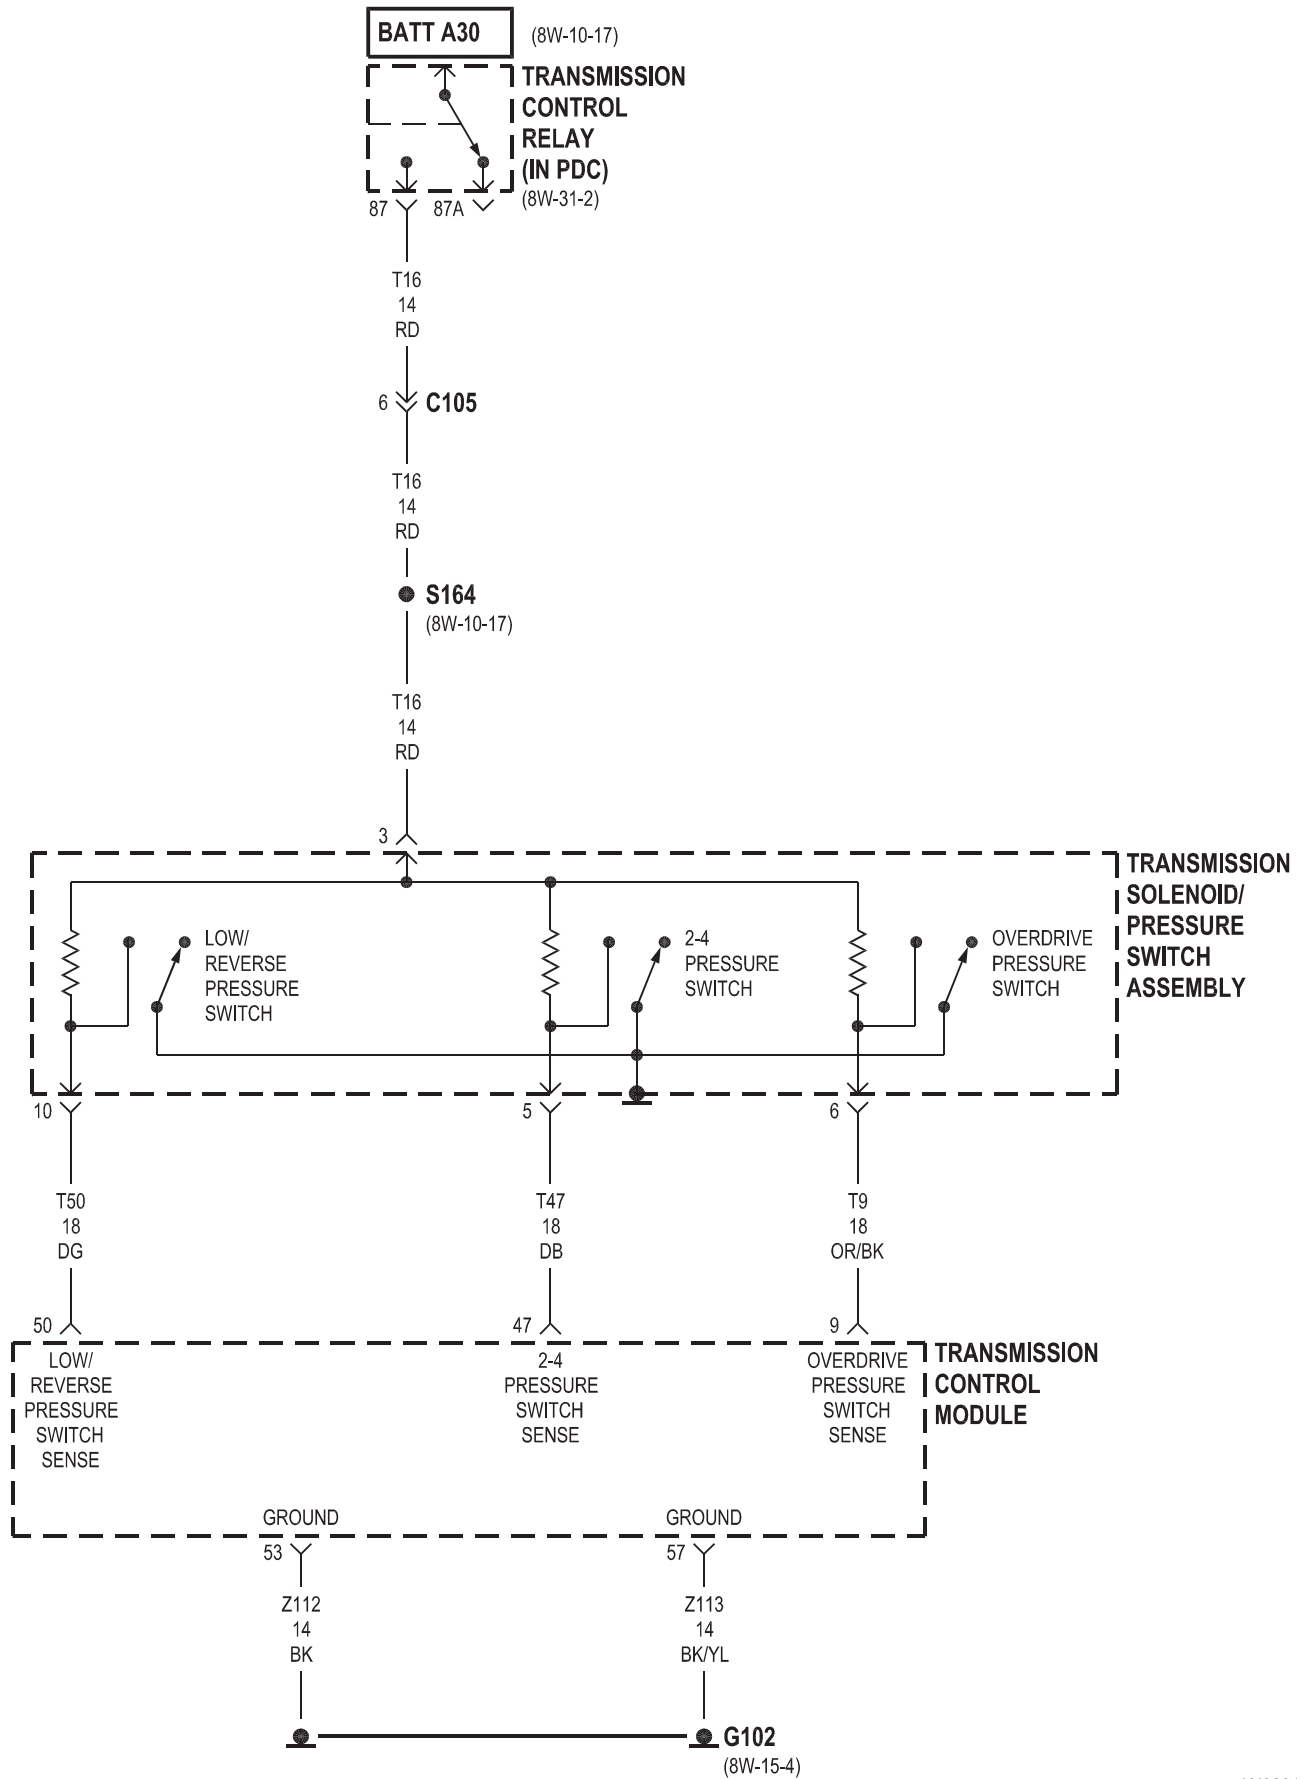 BATT A30 (8W-10-17)
TRANSMISSION
CONTROL
RELAY
(IN PDC)
(8W-31-2)
87 87A
T16
14
RD
6 C105
T16
14
RD
S164
(8W-10-17)
T16
14
RD
3
TRANSMISSION
SOLENOID/
PRESSURE
SWITCH
ASSEMBLY
LOW/
REVERSE
PRESSURE
SWITCH
2-4
PRESSURE
SWITCH
OVERDRIVE
PRESSURE
SWITCH
10 5 6
T50
18
DG
T47
18
DB
T9
18
OR/BK
50 47 9
TRANSMISSION
CONTROL
MODULE
LOW/
REVERSE
PRESSURE
SWITCH
SENSE
2-4
PRESSURE
SWITCH
SENSE
OVERDRIVE
PRESSURE
SWITCH
SENSE
GROUND GROUND
53 57
Z112
14
BK
Z113
14
BK/YL
G102
(8W-15-4)